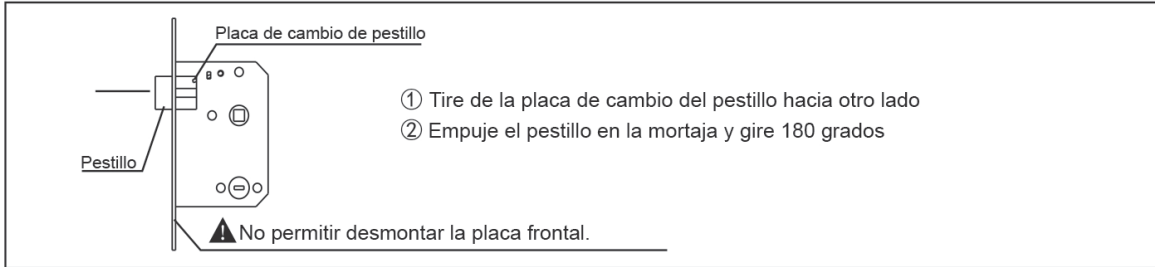 Placa de cambio de pestillo
① Tire de la placa de cambio del pestillo hacia otro lado
② Empuje el pestillo en la mortaja y gire 180 grados
Pestillo
No permitir desmontar la placa frontal.